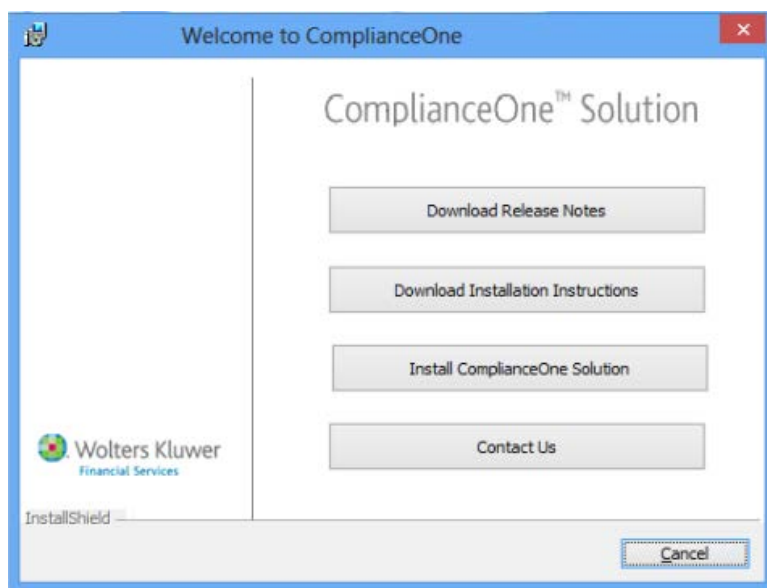 Welcome to ComplianceOne
ComplianceOne™ Solution
Download Release Notes
Download Installation Instructions
Install ComplianceOne Solution
Contact Us
Wolters Kluwer
Financial Services
InstallShield
Cancel